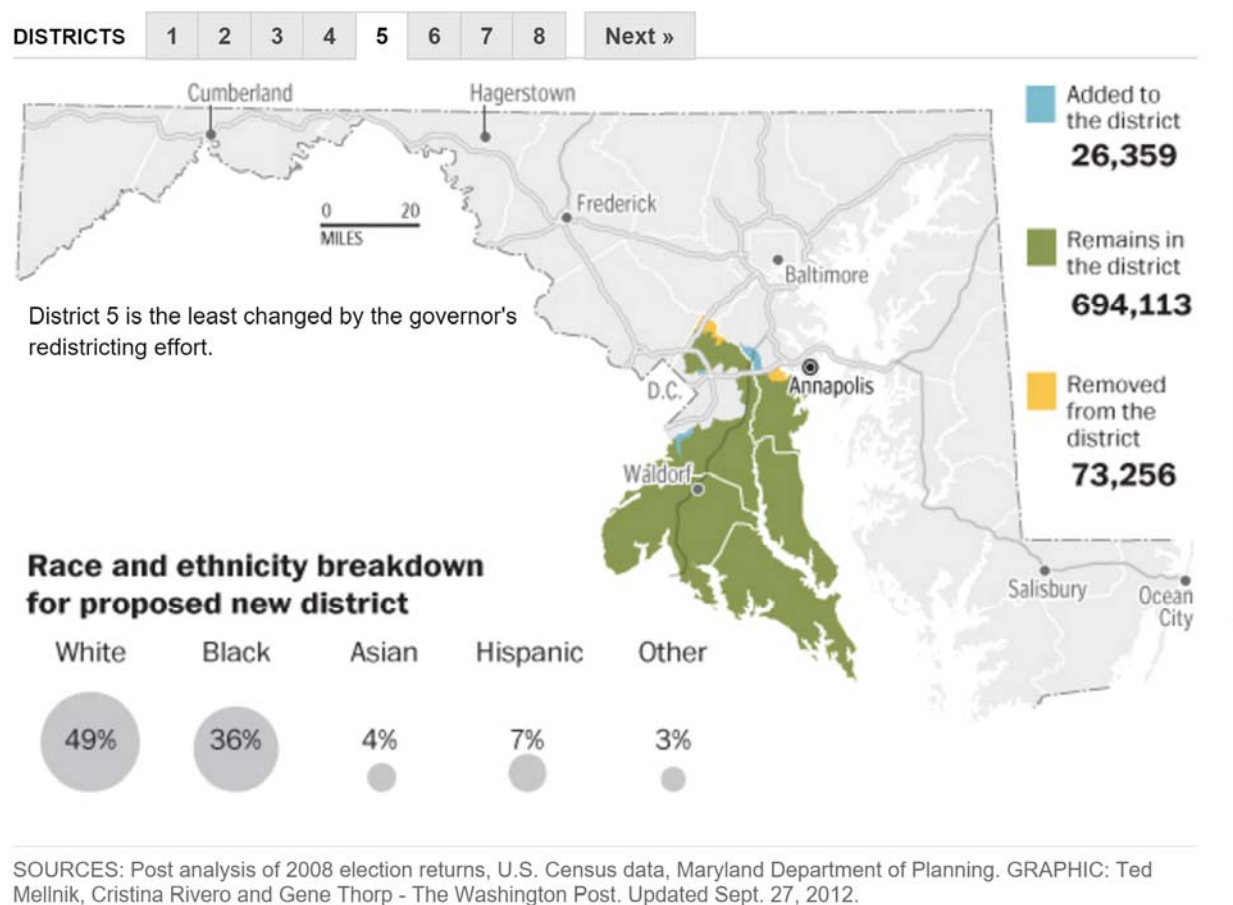 DISTRICTS 1 2 3 4 5 6 7 8 Next »
Cumberland
Hagerstown
Added to
the district
26,359
Frederick
0 20
MILES
Remains in
the district
694,113
Baltimore
District 5 is the least changed by the governor's
redistricting effort.
D.C.
Annapolis
Removed
from the
district
73,256
Waldorf
Race and ethnicity breakdown
for proposed new district
Salisbury
Ocean
City
White Black Asian Hispanic Other
49% 36% 4% 7% 3%
SOURCES: Post analysis of 2008 election returns, U.S. Census data, Maryland Department of Planning. GRAPHIC: Ted
Mellnik, Cristina Rivero and Gene Thorp - The Washington Post. Updated Sept. 27, 2012.